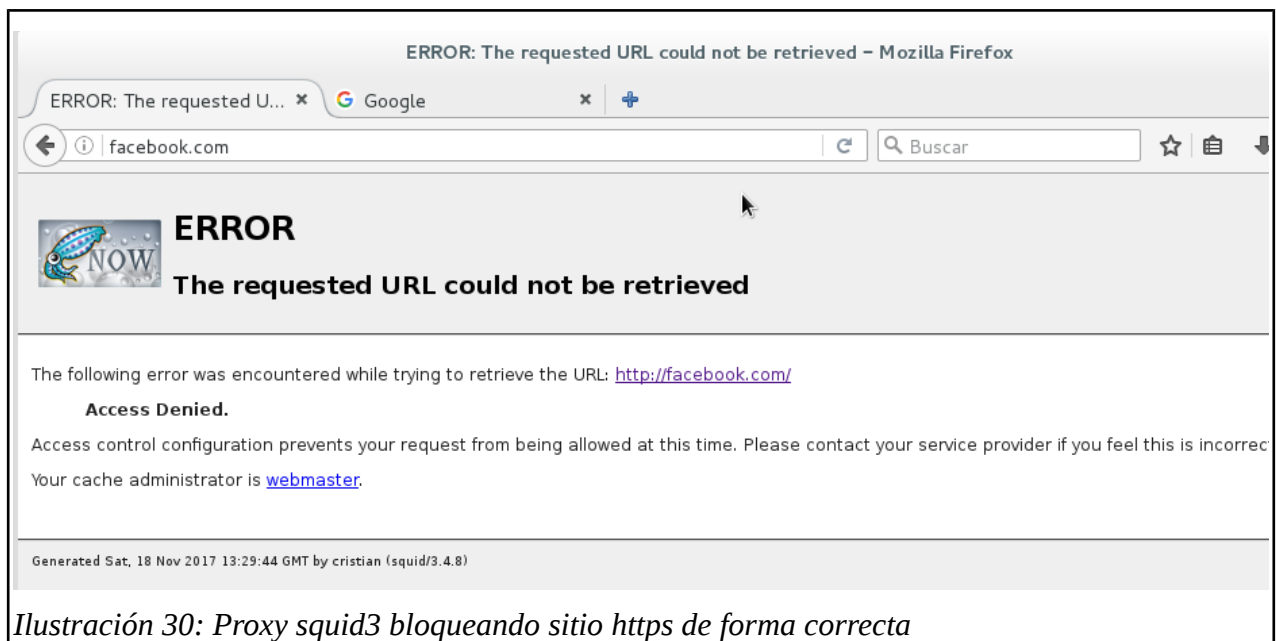 ERROR: The requested URL could not be retrieved – Mozilla Firefox
ERROR: The requested U... Google
facebook.com Buscar
NOW
ERROR
The requested URL could not be retrieved
The following error was encountered while trying to retrieve the URL: http://facebook.com/
Access Denied.
Access control configuration prevents your request from being allowed at this time. Please contact your service provider if you feel this is incorrec
Your cache administrator is webmaster.
Generated Sat, 18 Nov 2017 13:29:44 GMT by cristian (squid/3.4.8)
Ilustración 30: Proxy squid3 bloqueando sitio https de forma correcta